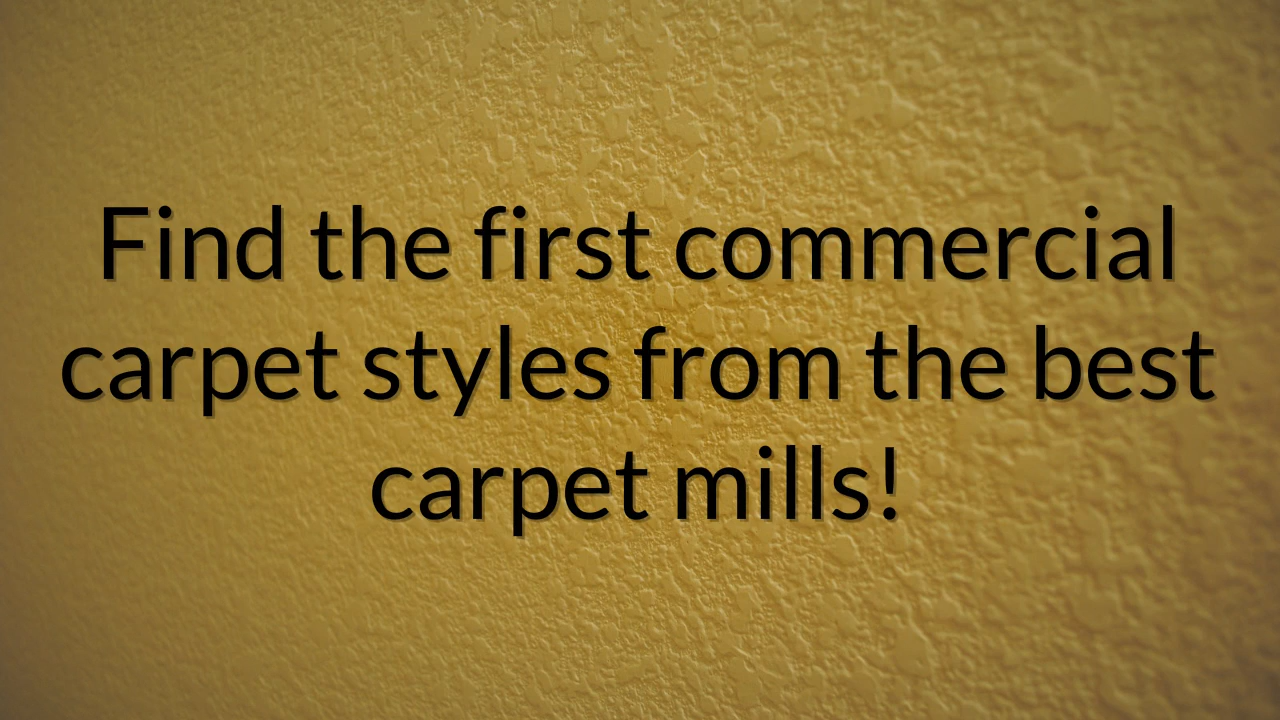 Find the first commercial
carpet styles from the best
carpet mills!